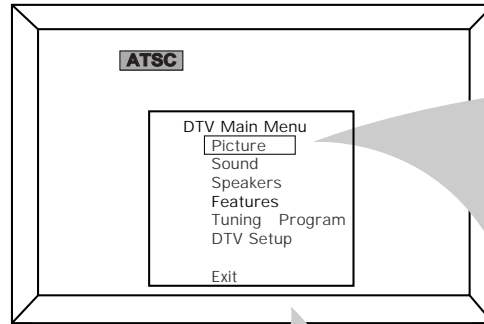 ATSC
DTV Main Menu
Picture
Sound
Speakers
Features
Tuning Program
DTV Setup
Exit